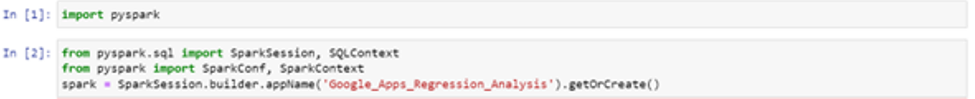 In [1]: import pyspark
In [2]: from pyspark.sql import SparkSession, SQLContext
from pyspark import SparkConf, SparkContext
spark = SparkSession.builder.appName('Google_Apps_Regression_Analysis').getOrCreate()